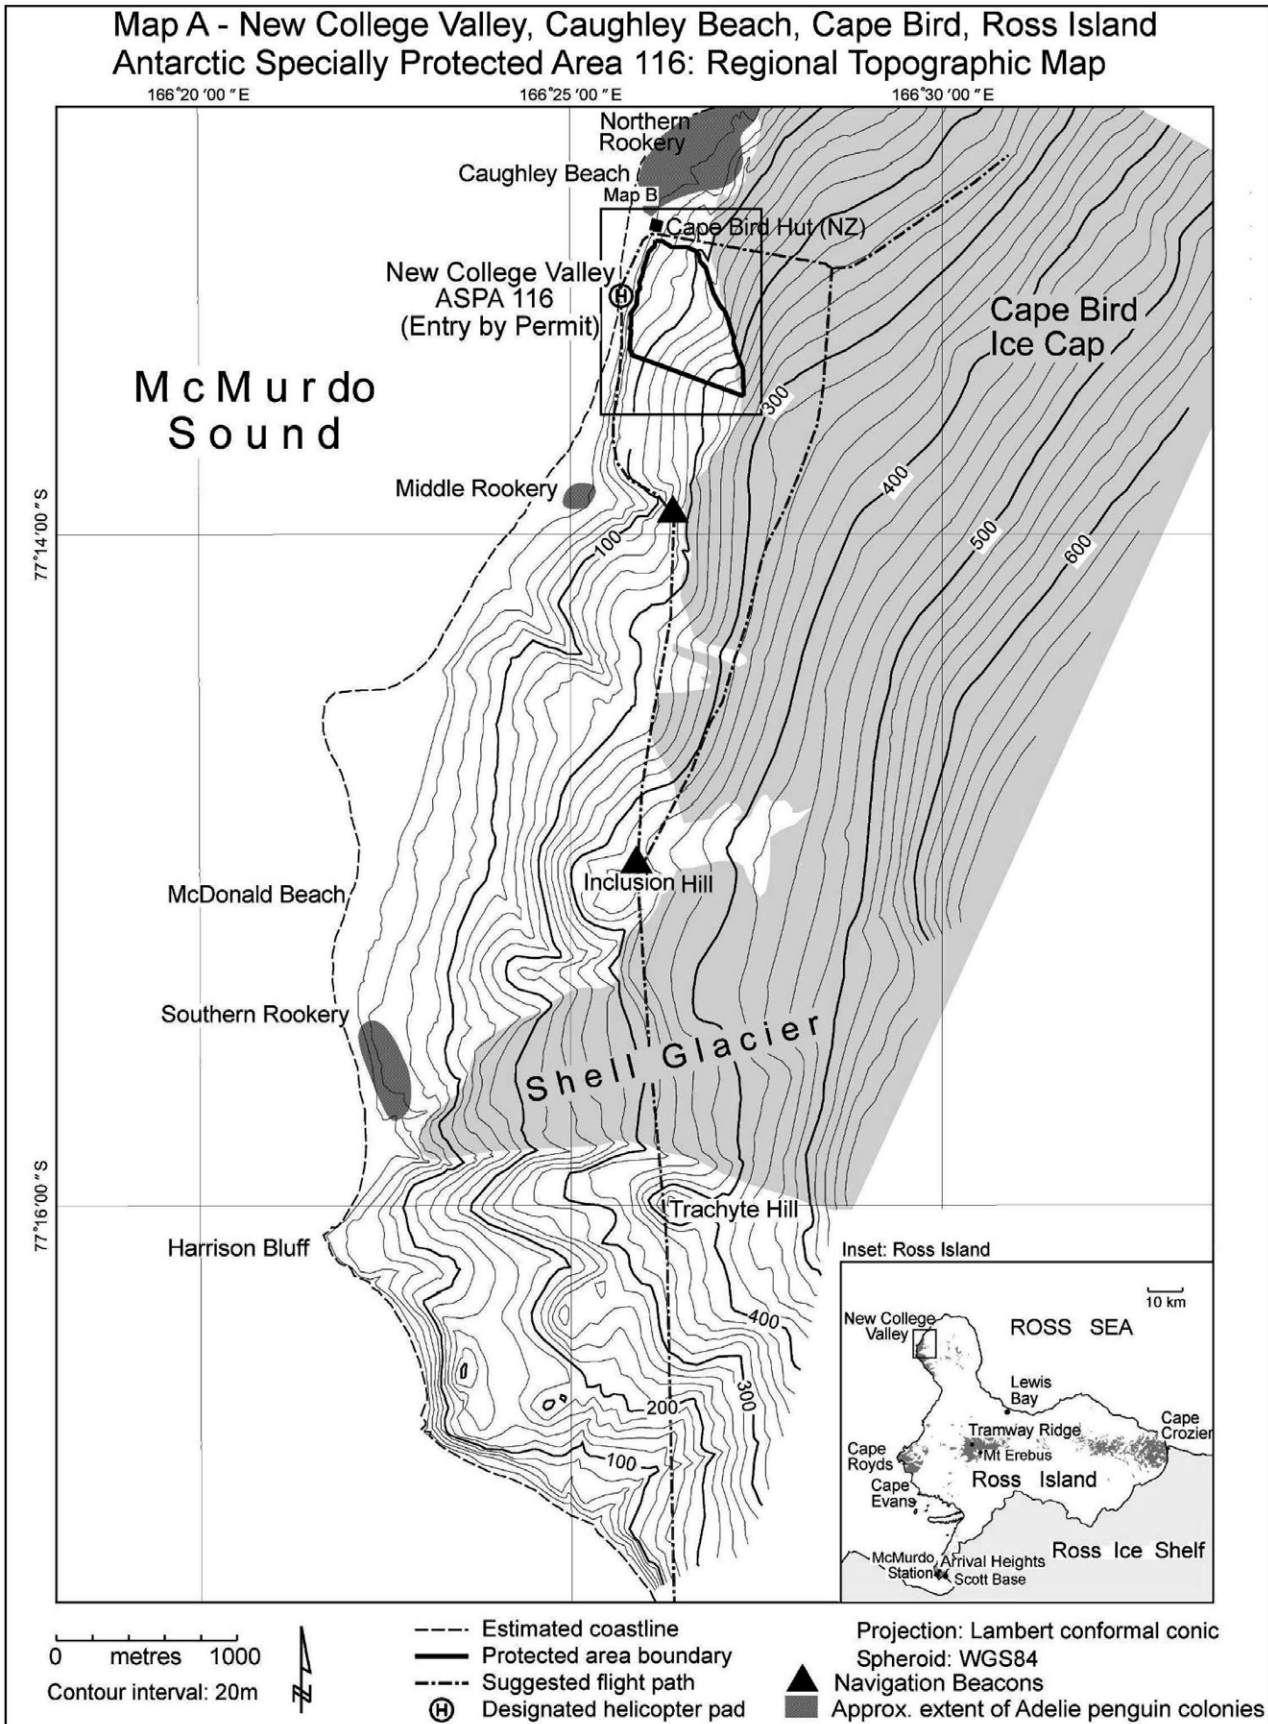 Map A - New College Valley, Caughley Beach, Cape Bird, Ross Island
Antarctic Specially Protected Area 116: Regional Topographic Map
166°20′00″E
166°25′00″E
166°30′00″E
Northern
Rookery
Caughley Beach
Map B
Cape Bird Hut (NZ)
New College Valley
ASPA 116
(Entry by Permit)
H
Cape Bird
Ice Cap
McMurdo
Sound
300
400
Middle Rookery
77°14′00″S
100
500
600
Inclusion Hill
McDonald Beach
Southern Rookery
Shell Glacier
77°16′00″S
Trachyte Hill
Harrison Bluff
400
300
200
100
Inset: Ross Island
10 km
New College
Valley
ROSS SEA
Lewis
Bay
Tramway Ridge
Cape
Crozier
Mt Erebus
Cape
Royds
Ross Island
Cape
Evans
Ross Ice Shelf
McMurdo
Station
Arrival Heights
Scott Base
0 metres 1000
Contour interval: 20m
N
Estimated coastline
Protected area boundary
Suggested flight path
H Designated helicopter pad
Projection: Lambert conformal conic
Spheroid: WGS84
Navigation Beacons
Approx. extent of Adelie penguin colonies